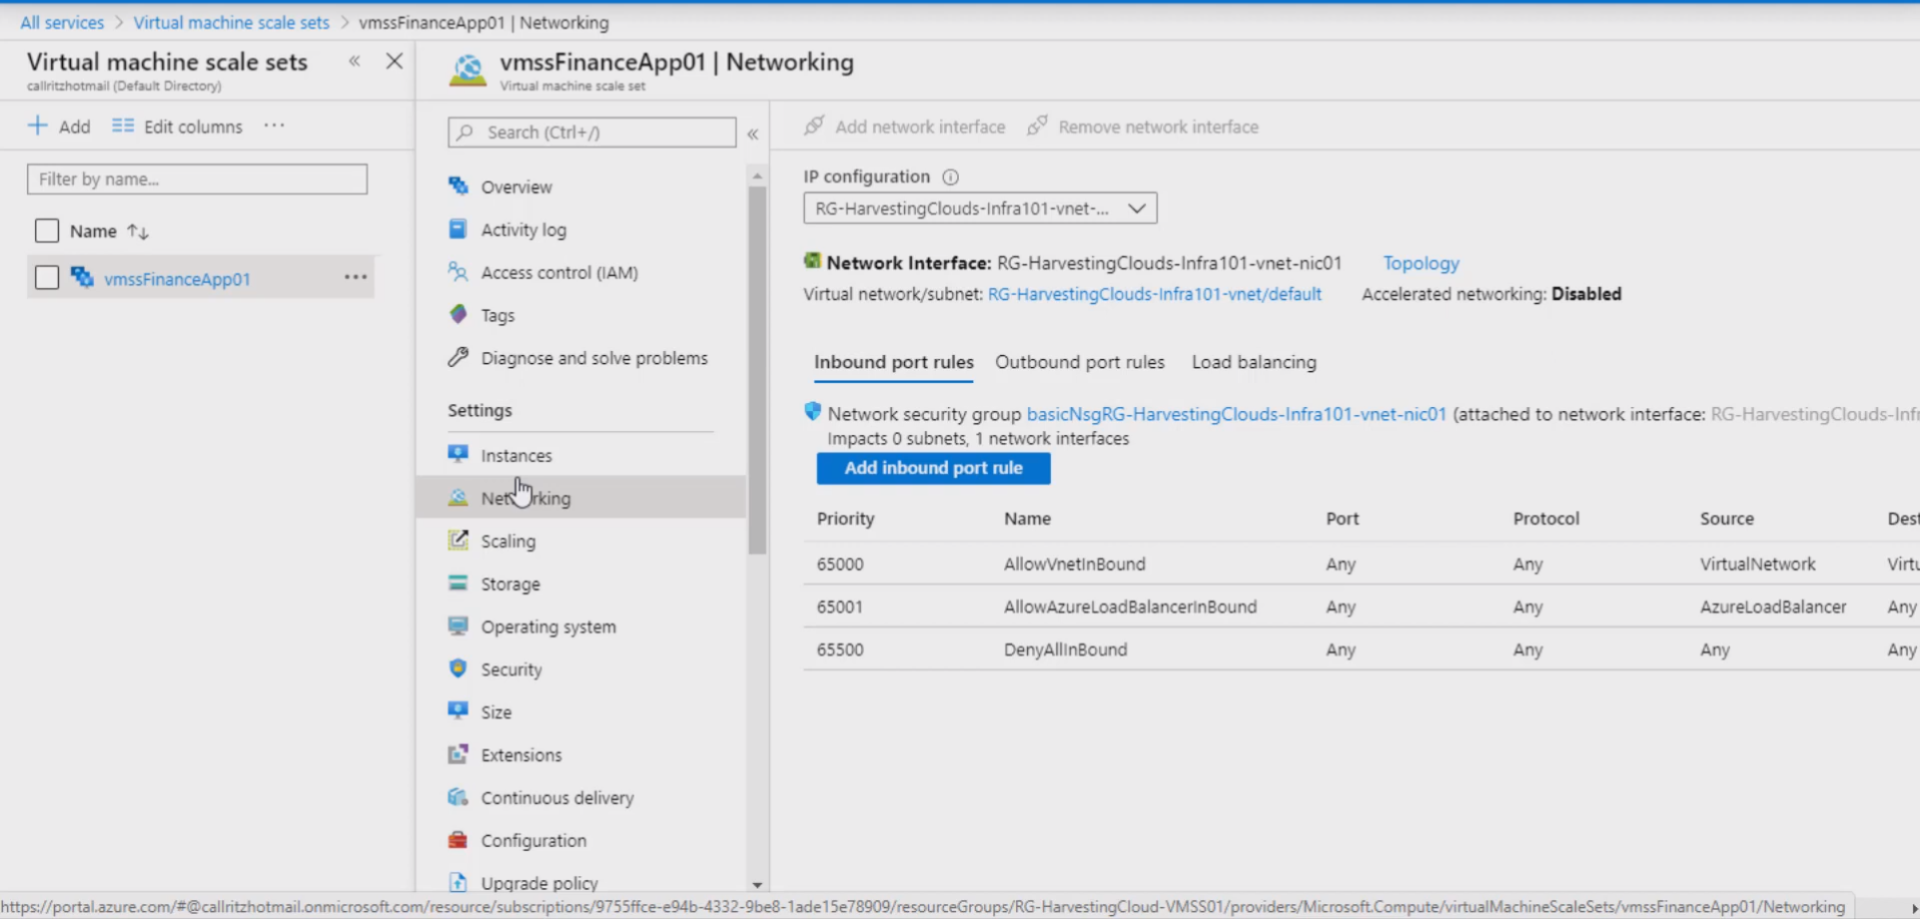 All services > Virtual machine scale sets > vmssFinanceApp01 | Networking
Virtual machine scale sets
callritzhotmail (Default Directory)
Add
Edit columns
Filter by name...
Name
vmssFinanceApp01
vmssFinanceApp01 | Networking
Virtual machine scale set
Search (Ctrl+/)
Overview
Activity log
Access control (IAM)
Tags
Diagnose and solve problems
Settings
Instances
Networking
Scaling
Storage
Operating system
Security
Size
Extensions
Continuous delivery
Configuration
Upgrade policy
Add network interface
Remove network interface
IP configuration
RG-HarvestingClouds-Infra101-vnet-...
Network Interface: RG-HarvestingClouds-Infra101-vnet-nic01 Topology
Virtual network/subnet: RG-HarvestingClouds-Infra101-vnet/default Accelerated networking: Disabled
Inbound port rules Outbound port rules Load balancing
Network security group basicNsgRG-HarvestingClouds-Infra101-vnet-nic01 (attached to network interface: RG-HarvestingClouds-Inf
Impacts 0 subnets, 1 network interfaces
Add inbound port rule
Priority Name Port Protocol Source Dest
65000 AllowVnetInBound Any Any VirtualNetwork Virtu
65001 AllowAzureLoadBalancerInBound Any Any AzureLoadBalancer Any
65500 DenyAllInBound Any Any Any Any
https://portal.azure.com/#@callritzhotmail.onmicrosoft.com/resource/subscriptions/9755ffce-e94b-4332-9be8-1ade15e78909/resourceGroups/RG-HarvestingCloud-VMSS01/providers/Microsoft.Compute/virtualMachineScaleSets/vmssFinanceApp01/Networking